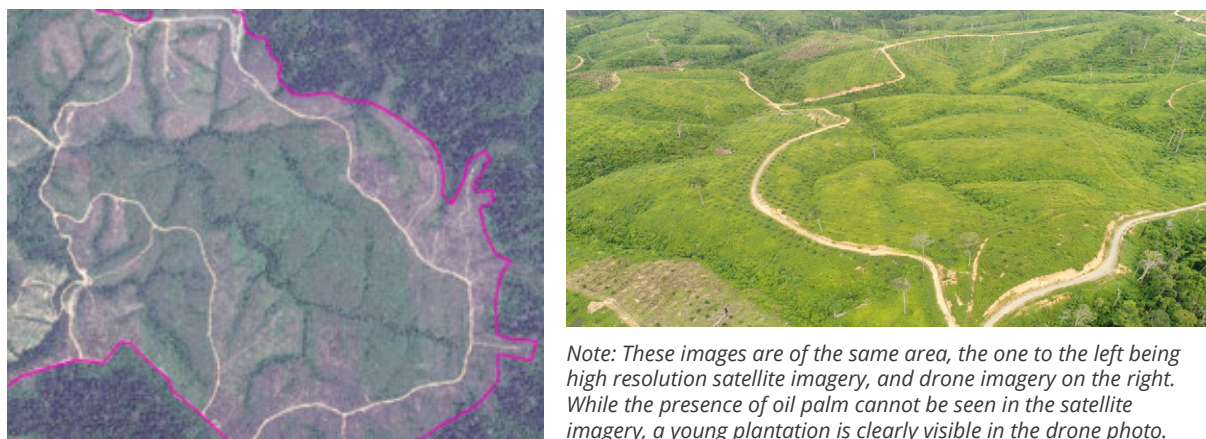 Note: These images are of the same area, the one to the left being
high resolution satellite imagery, and drone imagery on the right.
While the presence of oil palm cannot be seen in the satellite
imagery, a young plantation is clearly visible in the drone photo.